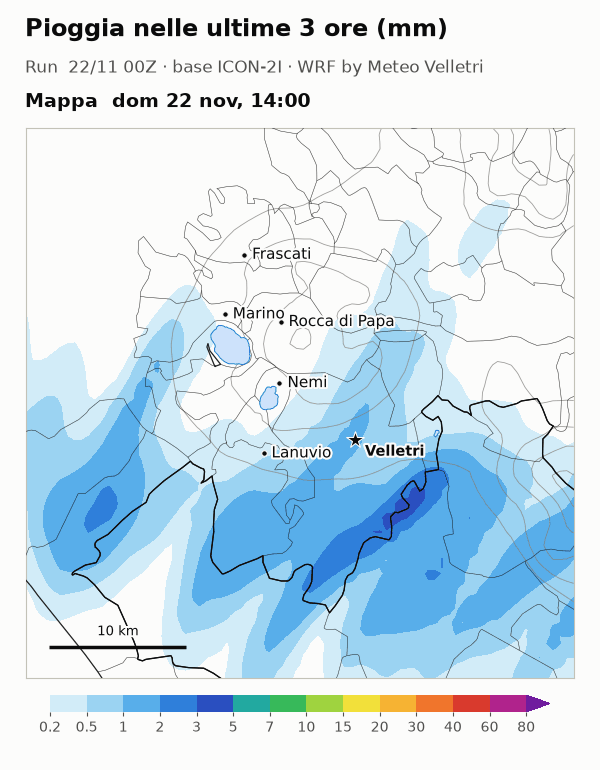 Pioggia nelle ultime 3 ore (mm)
Run  22/11 00Z · base ICON-2I · WRF by Meteo Velletri
Mappa  dom 22 nov, 14:00
Frascati
Marino
Rocca di Papa
Nemi
Velletri
Lanuvio
10 km
0.2 0.5 1 2 3 5 7 10 15 20 30 40 60 80